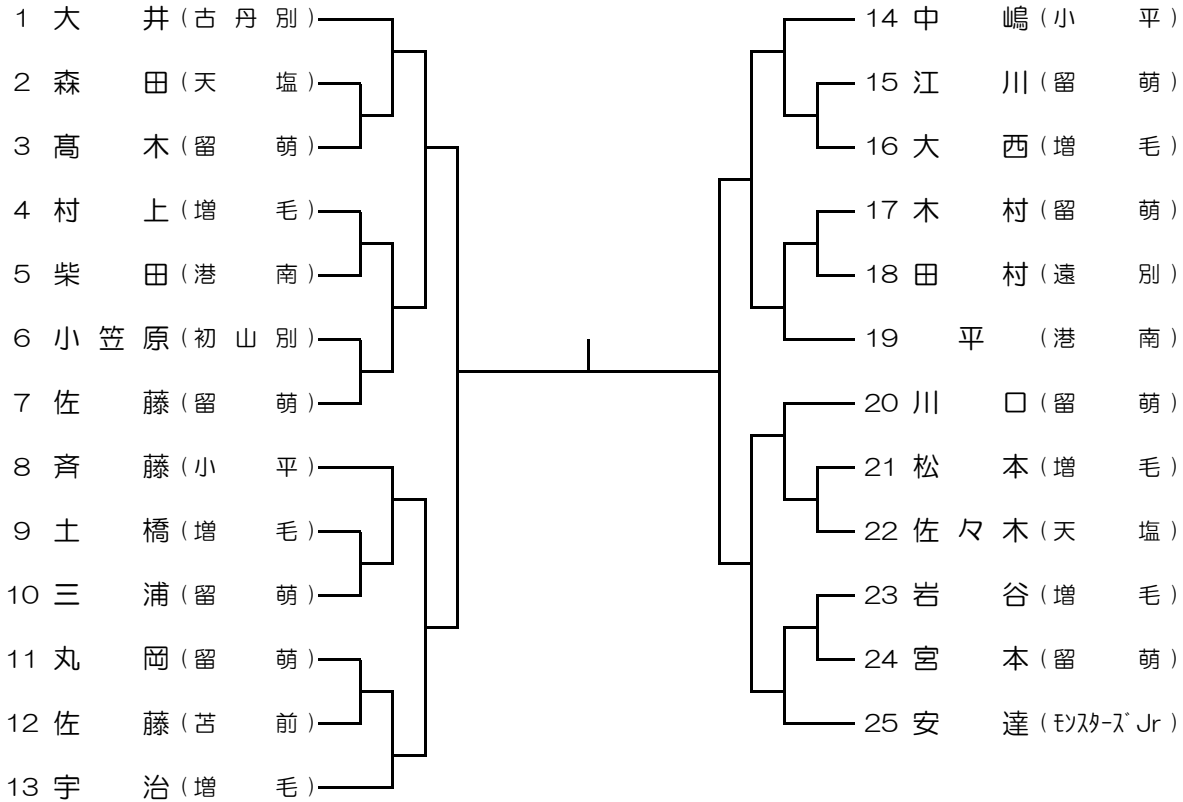 1 大井（古丹別）
2 森田（天塩）
3 髙木（留萌）
4 村上（増毛）
5 柴田（港南）
6 小笠原（初山別）
7 佐藤（留萌）
8 斉藤（小平）
9 土橋（増毛）
10 三浦（留萌）
11 丸岡（留萌）
12 佐藤（苫前）
13 宇治（増毛）
14 中嶋（小平）
15 江川（留萌）
16 大西（増毛）
17 木村（留萌）
18 田村（遠別）
19 平（港南）
20 川口（留萌）
21 松本（増毛）
22 佐々木（天塩）
23 岩谷（増毛）
24 宮本（留萌）
25 安達（ﾓﾝｽﾀｰｽﾞJr）